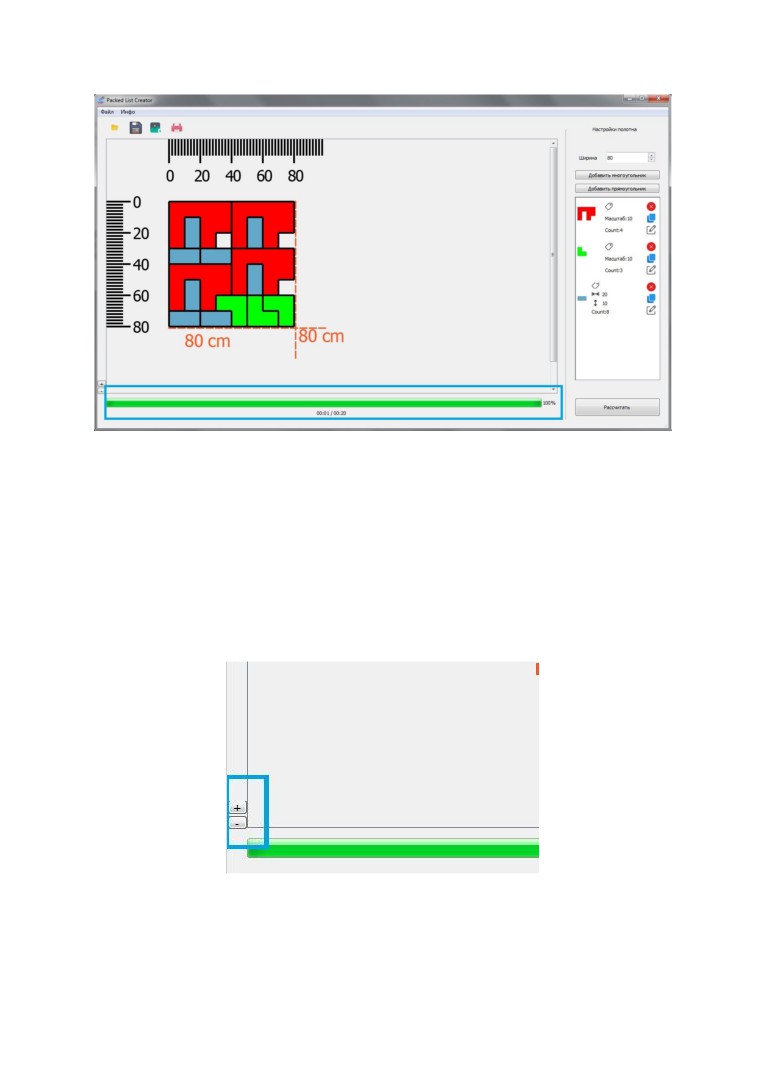 Packed List Creator
Файл Инфо
Настройки полотна
Ширина 80
Добавить многоугольник
Добавить прямоугольник
0 20 40 60 80
0
20
40
60
80
80 cm
80 cm
Масштаб:10
Count:4
Масштаб:10
Count:3
20
10
Count:8
+
-
100%
00:01 / 00:20
Рассчитать
+
-